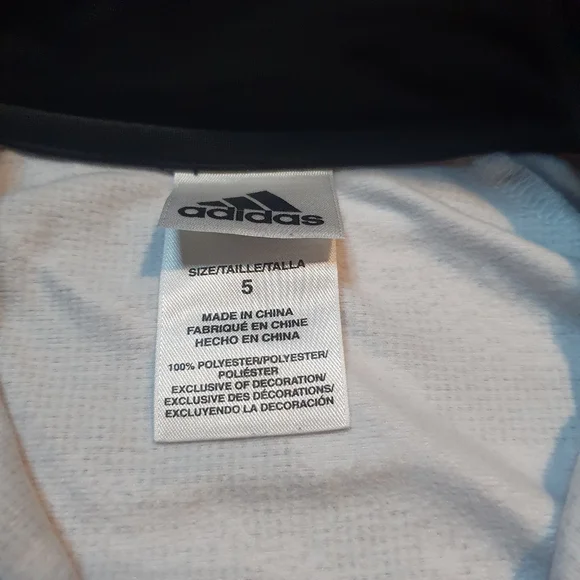 adidas
SIZE/TAILLE/TALLA
5
MADE IN CHINA
FABRIQUÉ EN CHINE
HECHO EN CHINA
100% POLYESTER/POLYESTER/
POLIÉSTER
EXCLUSIVE OF DECORATION/
EXCLUSIVE DES DÉCORATIONS/
EXCLUYENDO LA DECORACIÓN